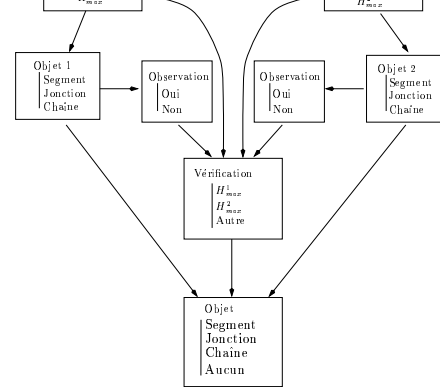 H_max
H_max
Objet 1
Segment
Jonction
Chaîne
Observation
Oui
Non
Observation
Oui
Non
Objet 2
Segment
Jonction
Chaîne
Vérification
H^1_max
H^2_max
Autre
Objet
Segment
Jonction
Chaîne
Aucun